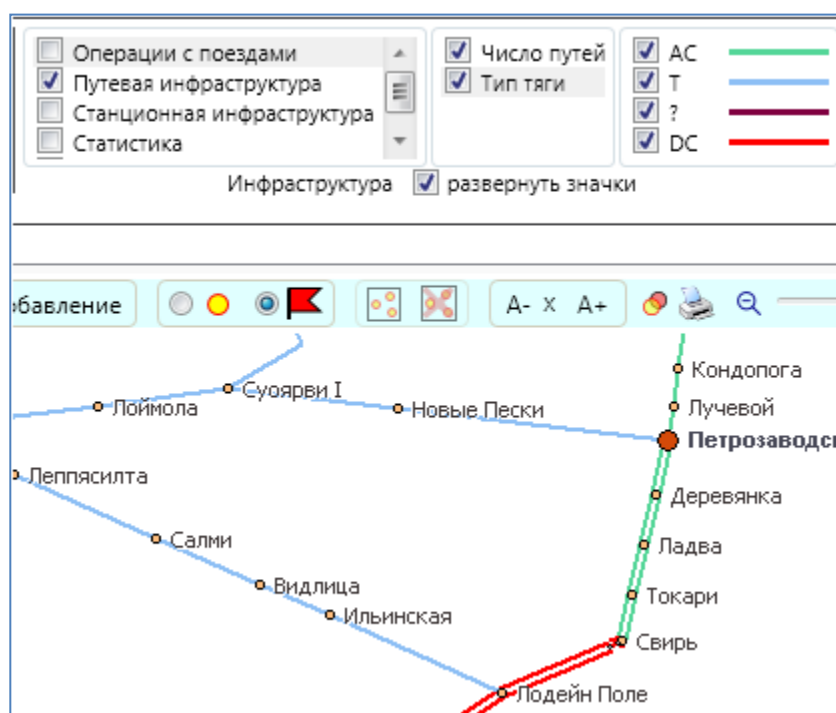 Операции с поездами
Путевая инфраструктура
Станционная инфраструктура
Статистика
Число путей
Тип тяги
AC
T
?
DC
Инфраструктура развернуть значки
обавление
A- x A+
Кондопога
Суоярви I
Лоймола
Новые Пески
Лучевой
Петрозаводс
Леппясилта
Деревянка
Салми
Ладва
Видлица
Токари
Ильинская
Свирь
Лодейн Поле